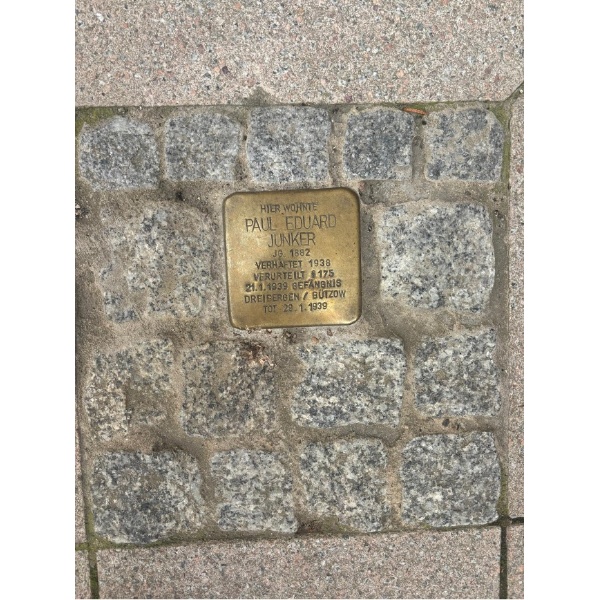 HIER WOHNTE
PAUL EDUARD
JUNKER
JG. 1882
VERHAFTET 1938
VERURTEILT §175
21.1.1939 GEFÄNGNIS
DREIBERGEN / BÜTZOW
TOT 29.1.1939